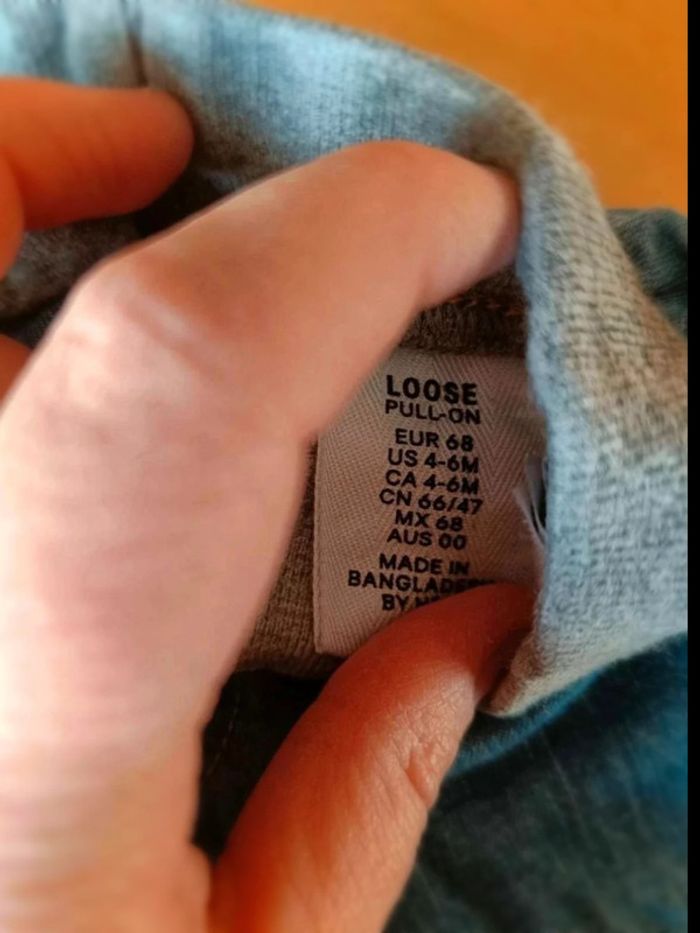 LOOSE
PULL-ON
EUR 68
US 4-6M
CA 4-6M
CN 66/47
MX 68
AUS 00
MADE IN
BY